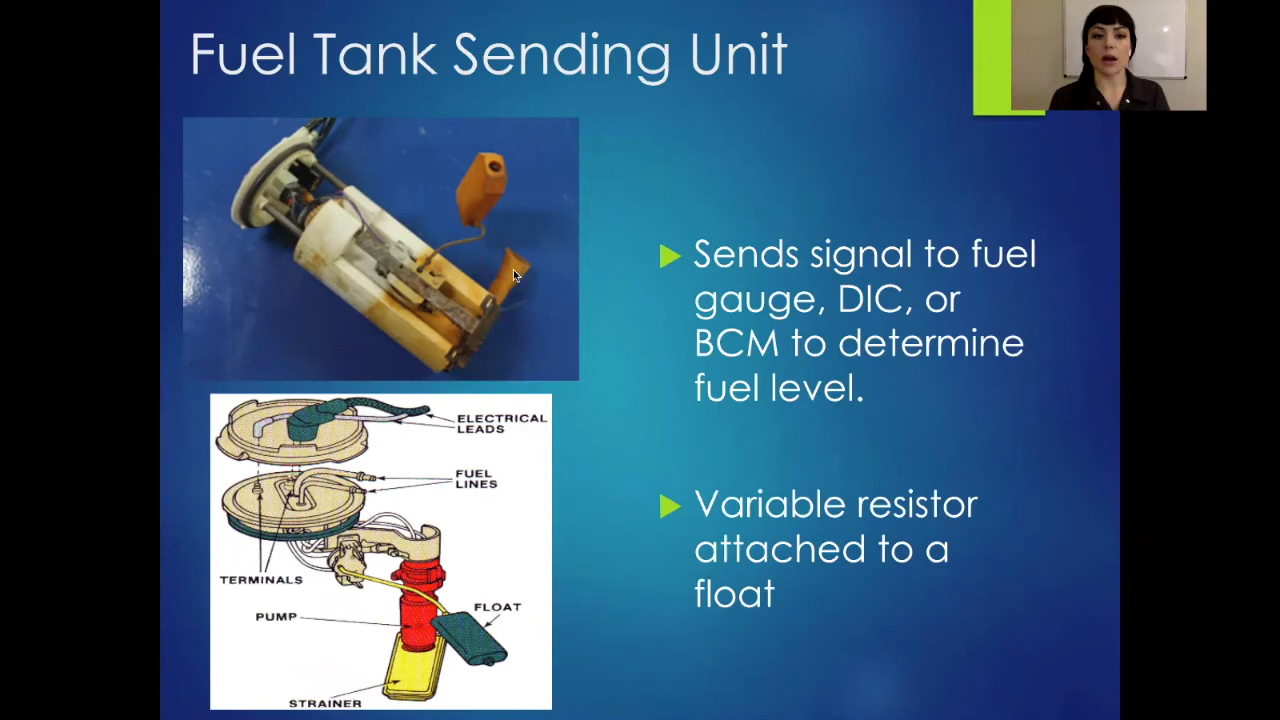 Fuel Tank Sending Unit
Sends signal to fuel
gauge, DIC, or
BCM to determine
fuel level.
Variable resistor
attached to a
float
ELECTRICAL
LEADS
FUEL
LINES
TERMINALS
PUMP
FLOAT
STRAINER